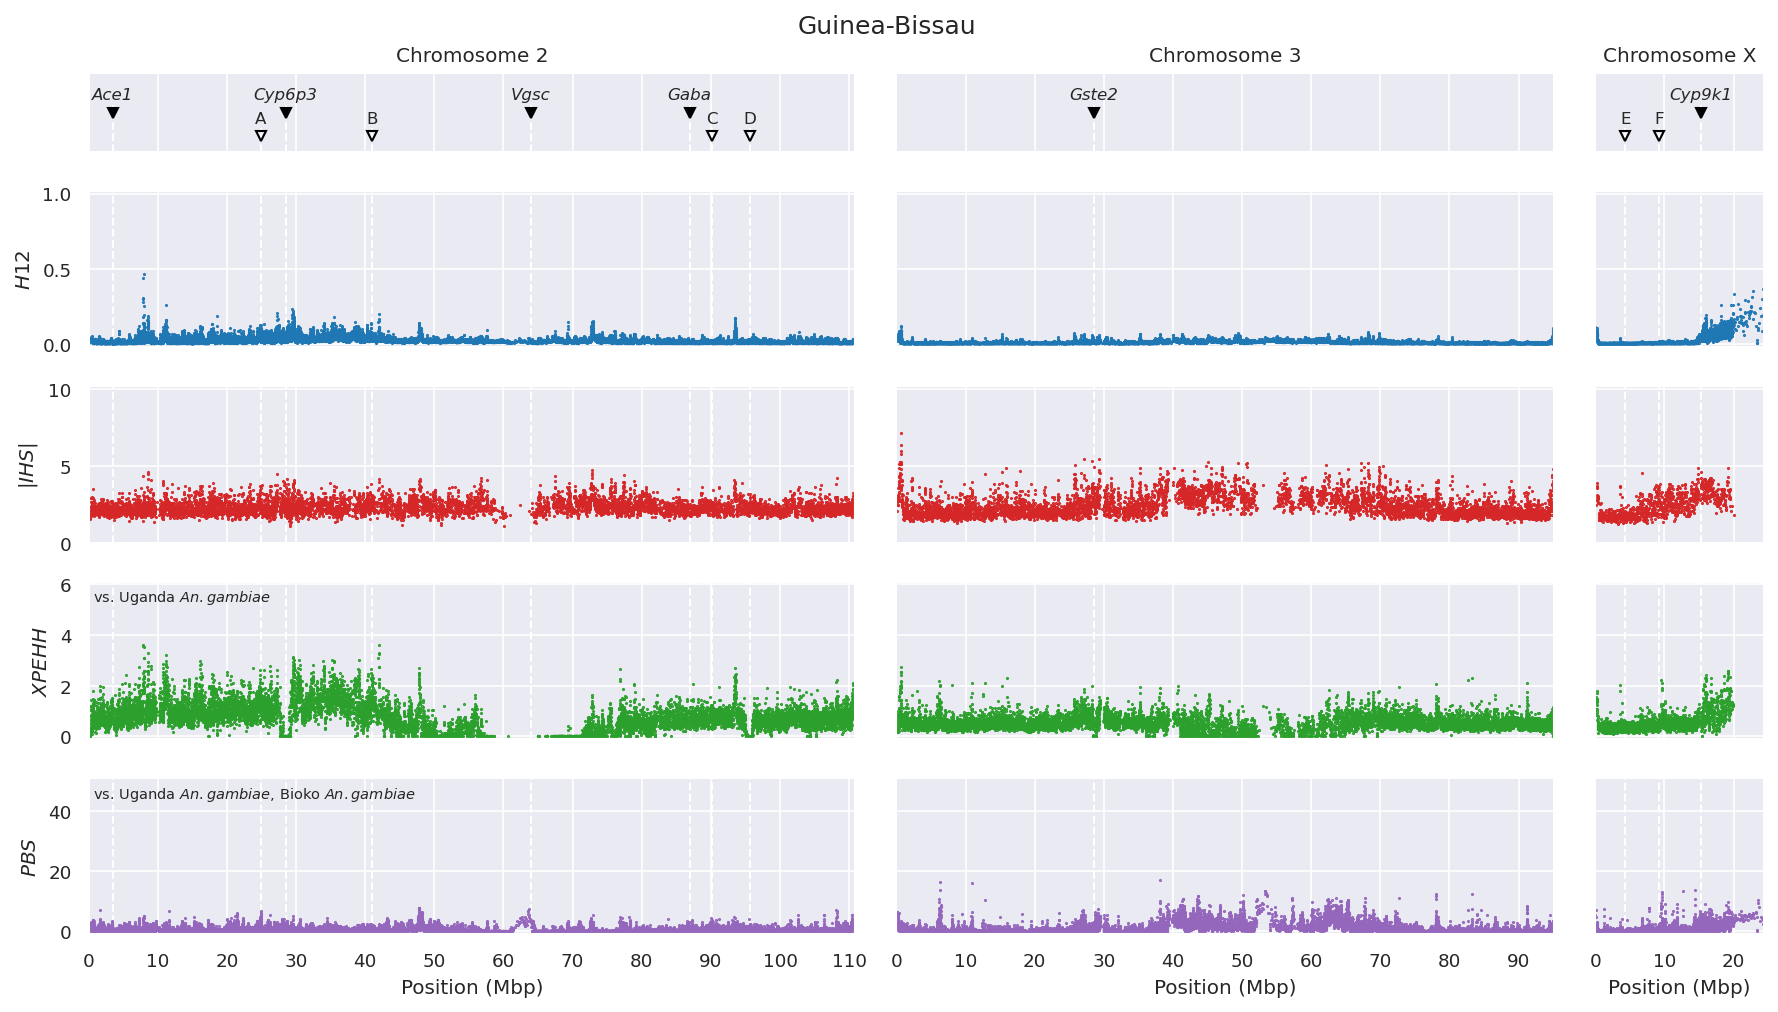 Guinea-Bissau
Chromosome 2 Chromosome 3 Chromosome X
Ace1 Cyp6p3 Vgsc Gaba Gste2 Cyp9k1
A B C D E F
1.0
0.5
0.0
H12
10
5
0
|IHS|
vs. Uganda An. gambiae
6
4
2
0
XPEHH
vs. Uganda An. gambiae, Bioko An. gambiae
40
20
0
PBS
0 10 20 30 40 50 60 70 80 90 100 110 0 10 20 30 40 50 60 70 80 90 0 10 20
Position (Mbp) Position (Mbp) Position (Mbp)